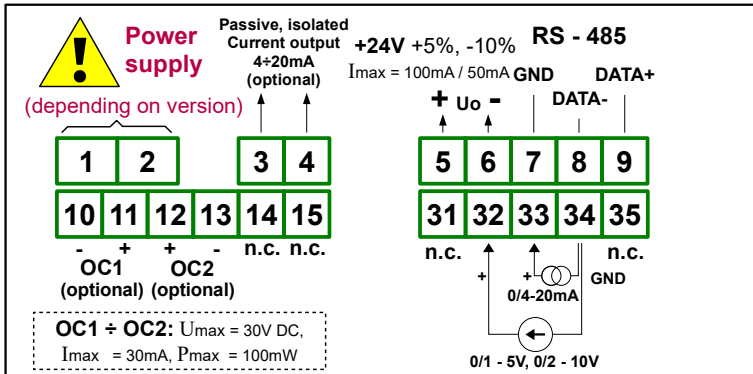 Power supply
(depending on version)
Passive, isolated
Current output
4÷20mA
(optional)
+24V +5%, -10%
Imax = 100mA / 50mA
+ Uo -
RS - 485
GND
DATA-
DATA+
1 2 3 4 5 6 7 8 9
10 11 12 13 14 15 31 32 33 34 35
- + + - n.c. n.c. n.c. n.c.
OC1
(optional)
OC2
(optional)
+ + GND
0/4-20mA
0/1 - 5V, 0/2 - 10V
OC1 ÷ OC2: Umax = 30V DC,
Imax = 30mA, Pmax = 100mW